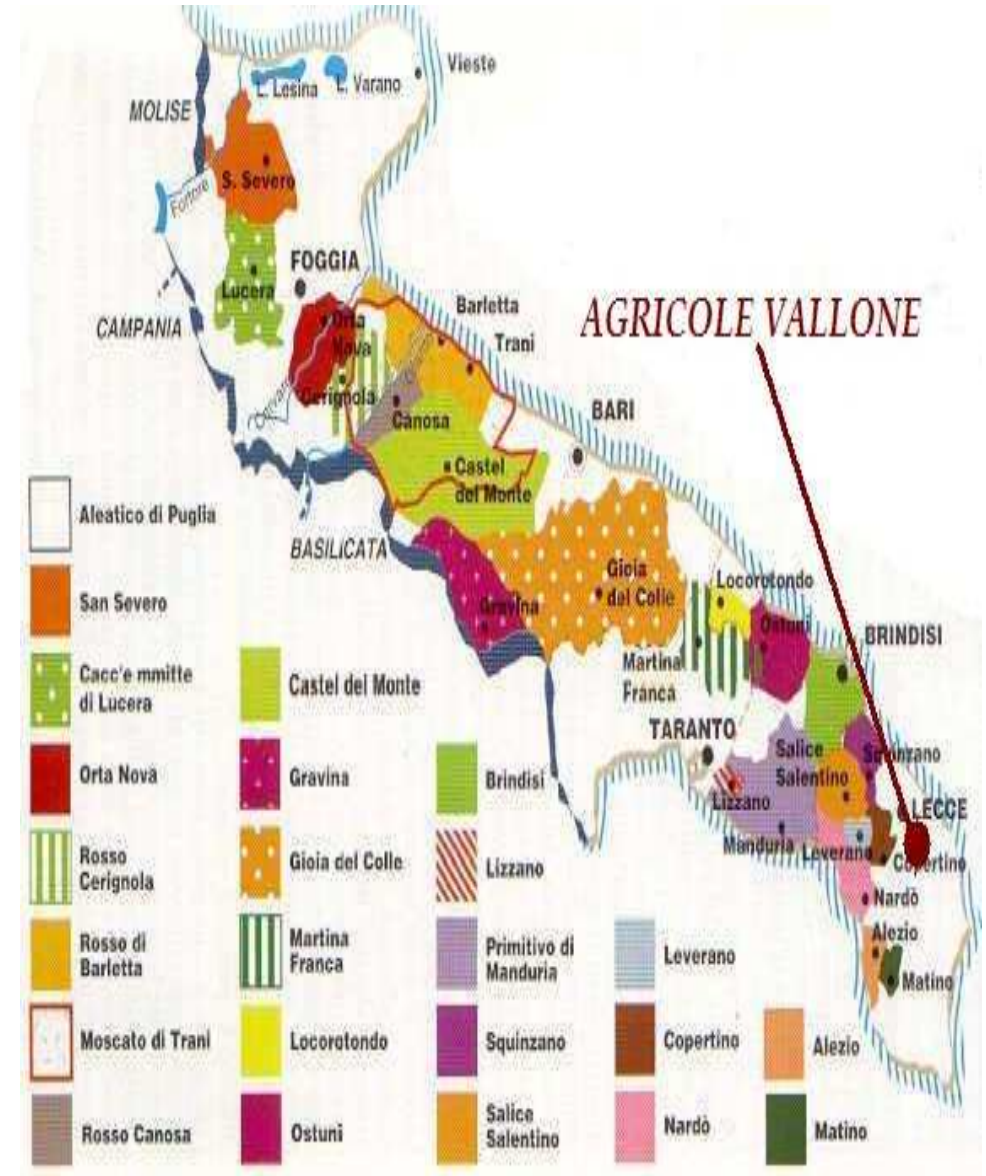 Vieste
L. Lesina
L. Varano
MOLISE
S. Severo
Fortore
FOGGIA
Lucera
Orta
Nova
Barletta
AGRICOLE VALLONE
CAMPANIA
Trani
Cerignola
Canosa
BARI
Castel
del Monte
BASILICATA
Gioia
del Colle
Gravina
Locorotondo
Ostuni
BRINDISI
Martina
Franca
TARANTO
Salice
Salentino
Squinzano
Lizzano
LECCE
Manduria
Leverano
Copertino
Nardò
Alezio
Matino
Aleatico di Puglia
San Severo
Cacc'e mmitte
di Lucera
Orta Nova
Rosso
Cerignola
Rosso di
Barletta
Moscato di Trani
Rosso Canosa
Castel del Monte
Gravina
Gioia del Colle
Martina
Franca
Locorotondo
Ostuni
Brindisi
Lizzano
Primitivo di
Manduria
Squinzano
Salice
Salentino
Leverano
Copertino
Nardò
Alezio
Matino